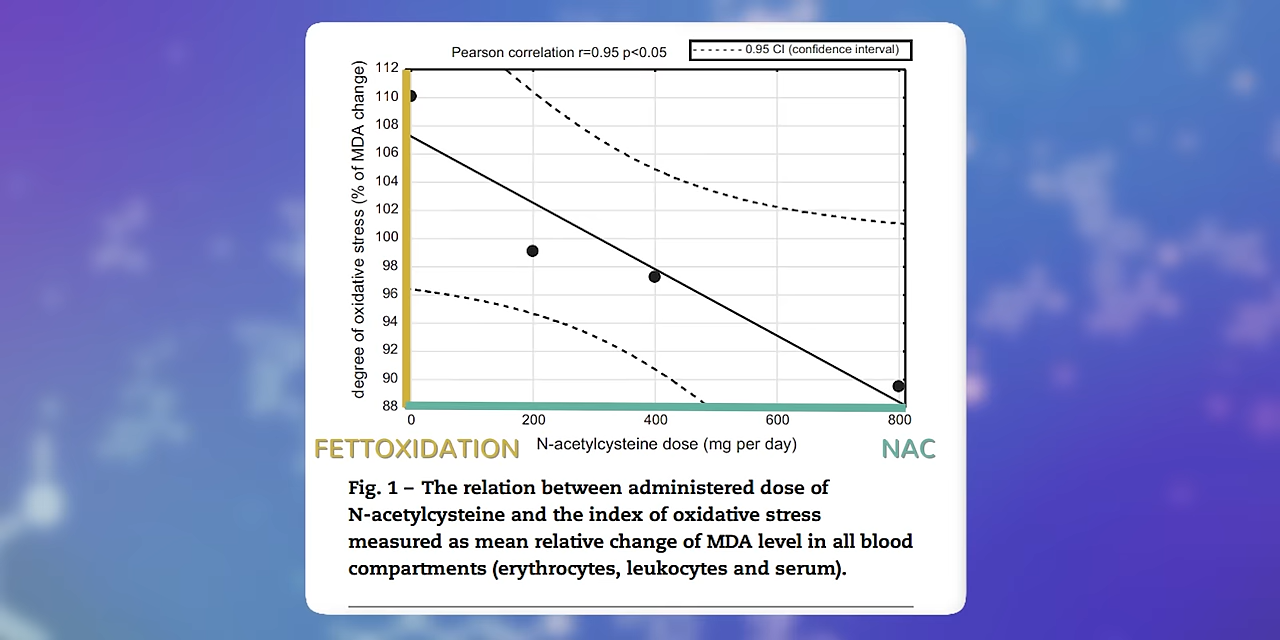 Pearson correlation r=0.95 p<0.05
0.95 CI (confidence interval)
degree of oxidative stress (% of MDA change)
112
110
108
106
104
102
100
98
96
94
92
90
88
0 200 400 600 800
N-acetylcysteine dose (mg per day)
FETTOXIDATION
NAC
Fig. 1 – The relation between administered dose of
N-acetylcysteine and the index of oxidative stress
measured as mean relative change of MDA level in all blood
compartments (erythrocytes, leukocytes and serum).